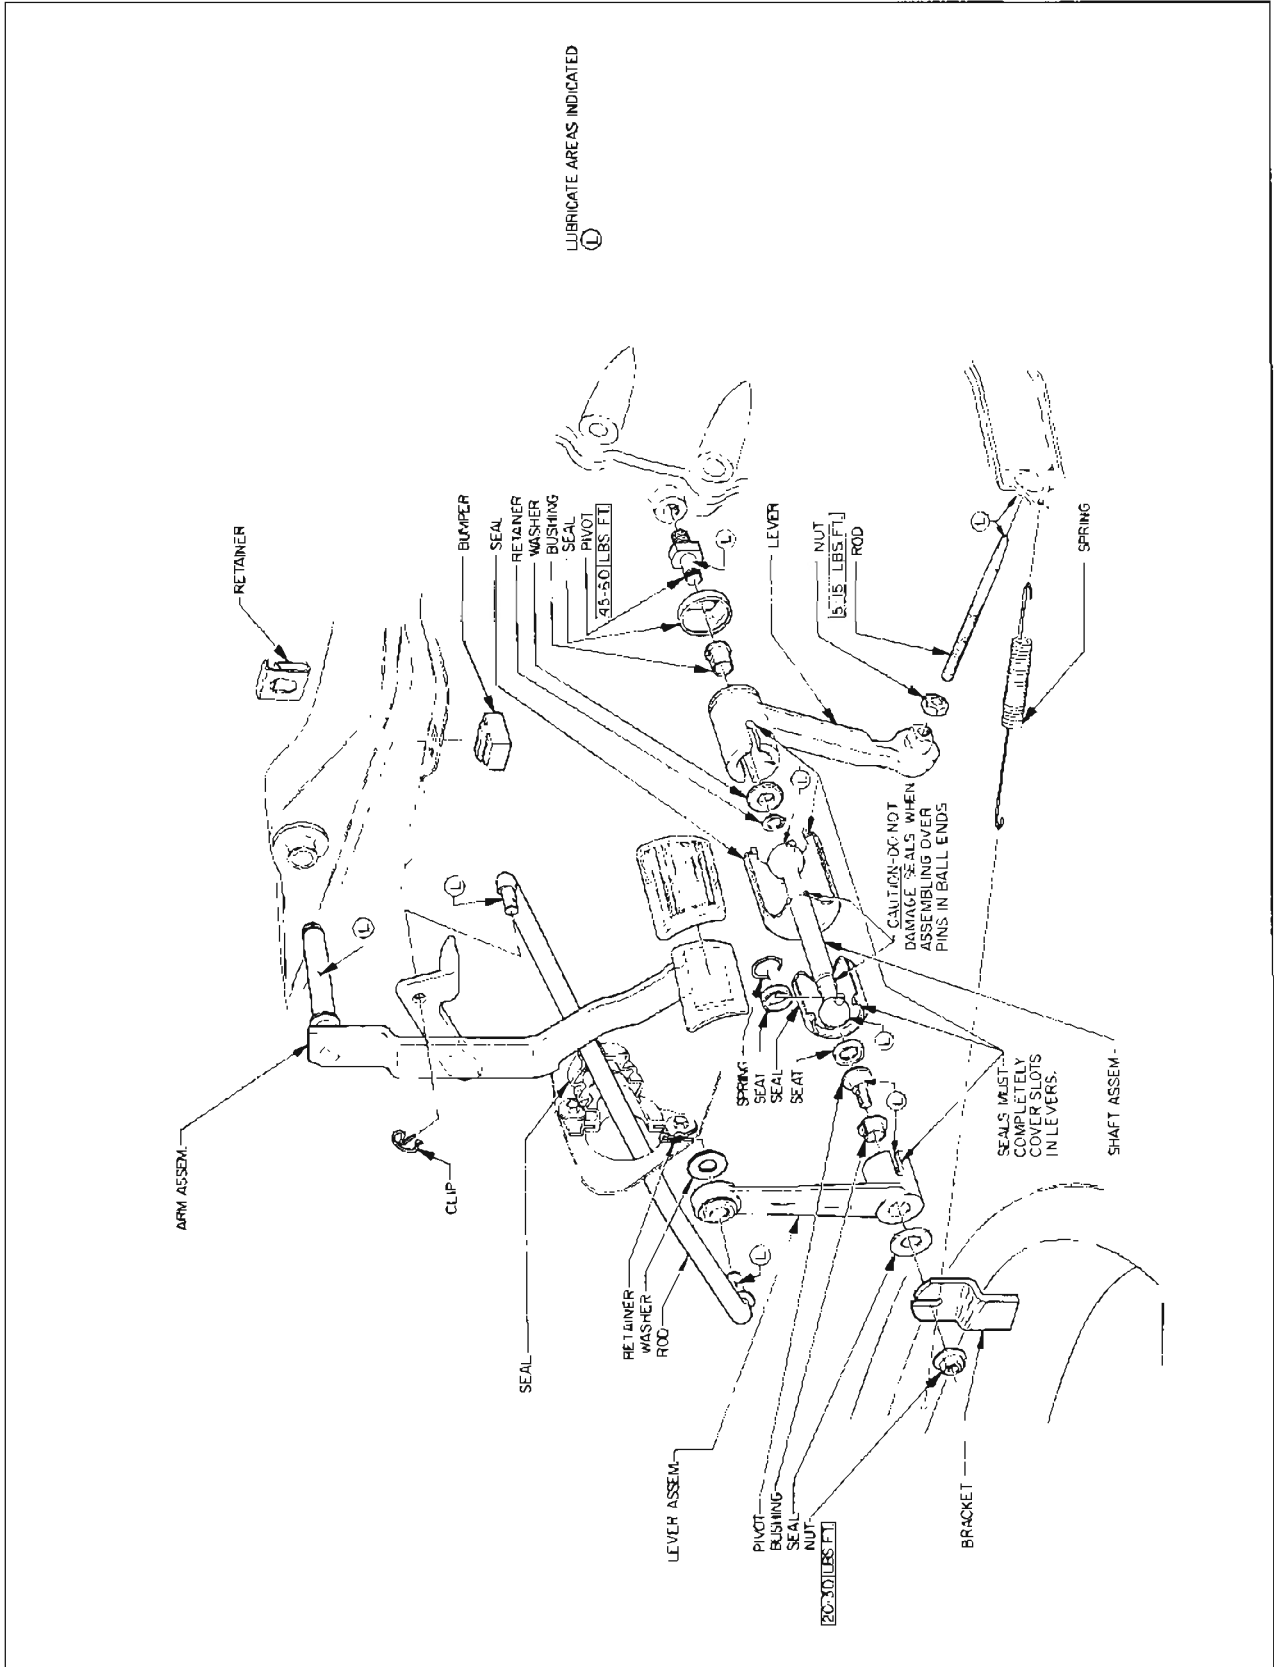 LUBRICATE AREAS INDICATED
L
RETAINER
BUMPER
SEAL
RETAINER
WASHER
BUSHING
SEAL
PIVOT
45-60 LBS. FT.
L
LEVER
NUT
5-15 LBS. FT.
ROD
L
SPRING
ARM ASSEM.
L
L
CLIP
SEAL
L
CAUTION-DO NOT
DAMAGE SEALS WHEN
ASSEMBLING OVER
PINS IN BALL ENDS
SPRING
SEAT
SEAL
SEAT
L
L
SEALS MUST
COMPLETELY
COVER SLOTS
IN LEVERS.
SHAFT ASSEM.
RETAINER
WASHER
ROD
L
LEVER ASSEM.
PIVOT
BUSHING
SEAL
NUT
20-30 LBS. FT.
BRACKET